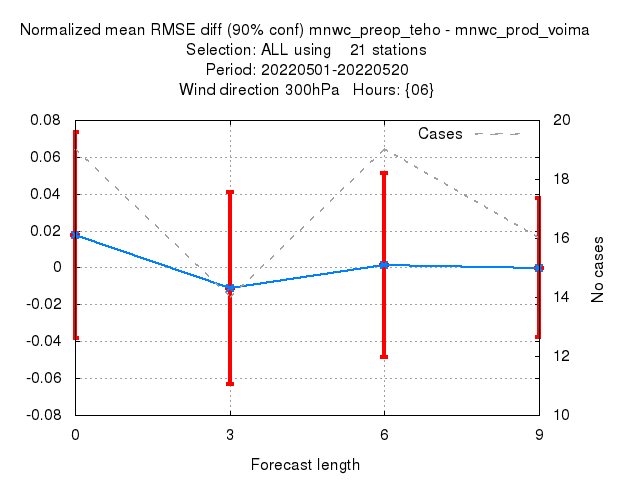 Normalized mean RMSE diff (90% conf) mnwc_preop_teho - mnwc_prod_voima
Selection: ALL using    21 stations
Period: 20220501-20220520
Wind direction 300hPa   Hours: {06}
Cases
0.08
0.06
0.04
0.02
0
-0.02
-0.04
-0.06
-0.08
20
18
16
14
12
10
No cases
0 3 6 9
Forecast length